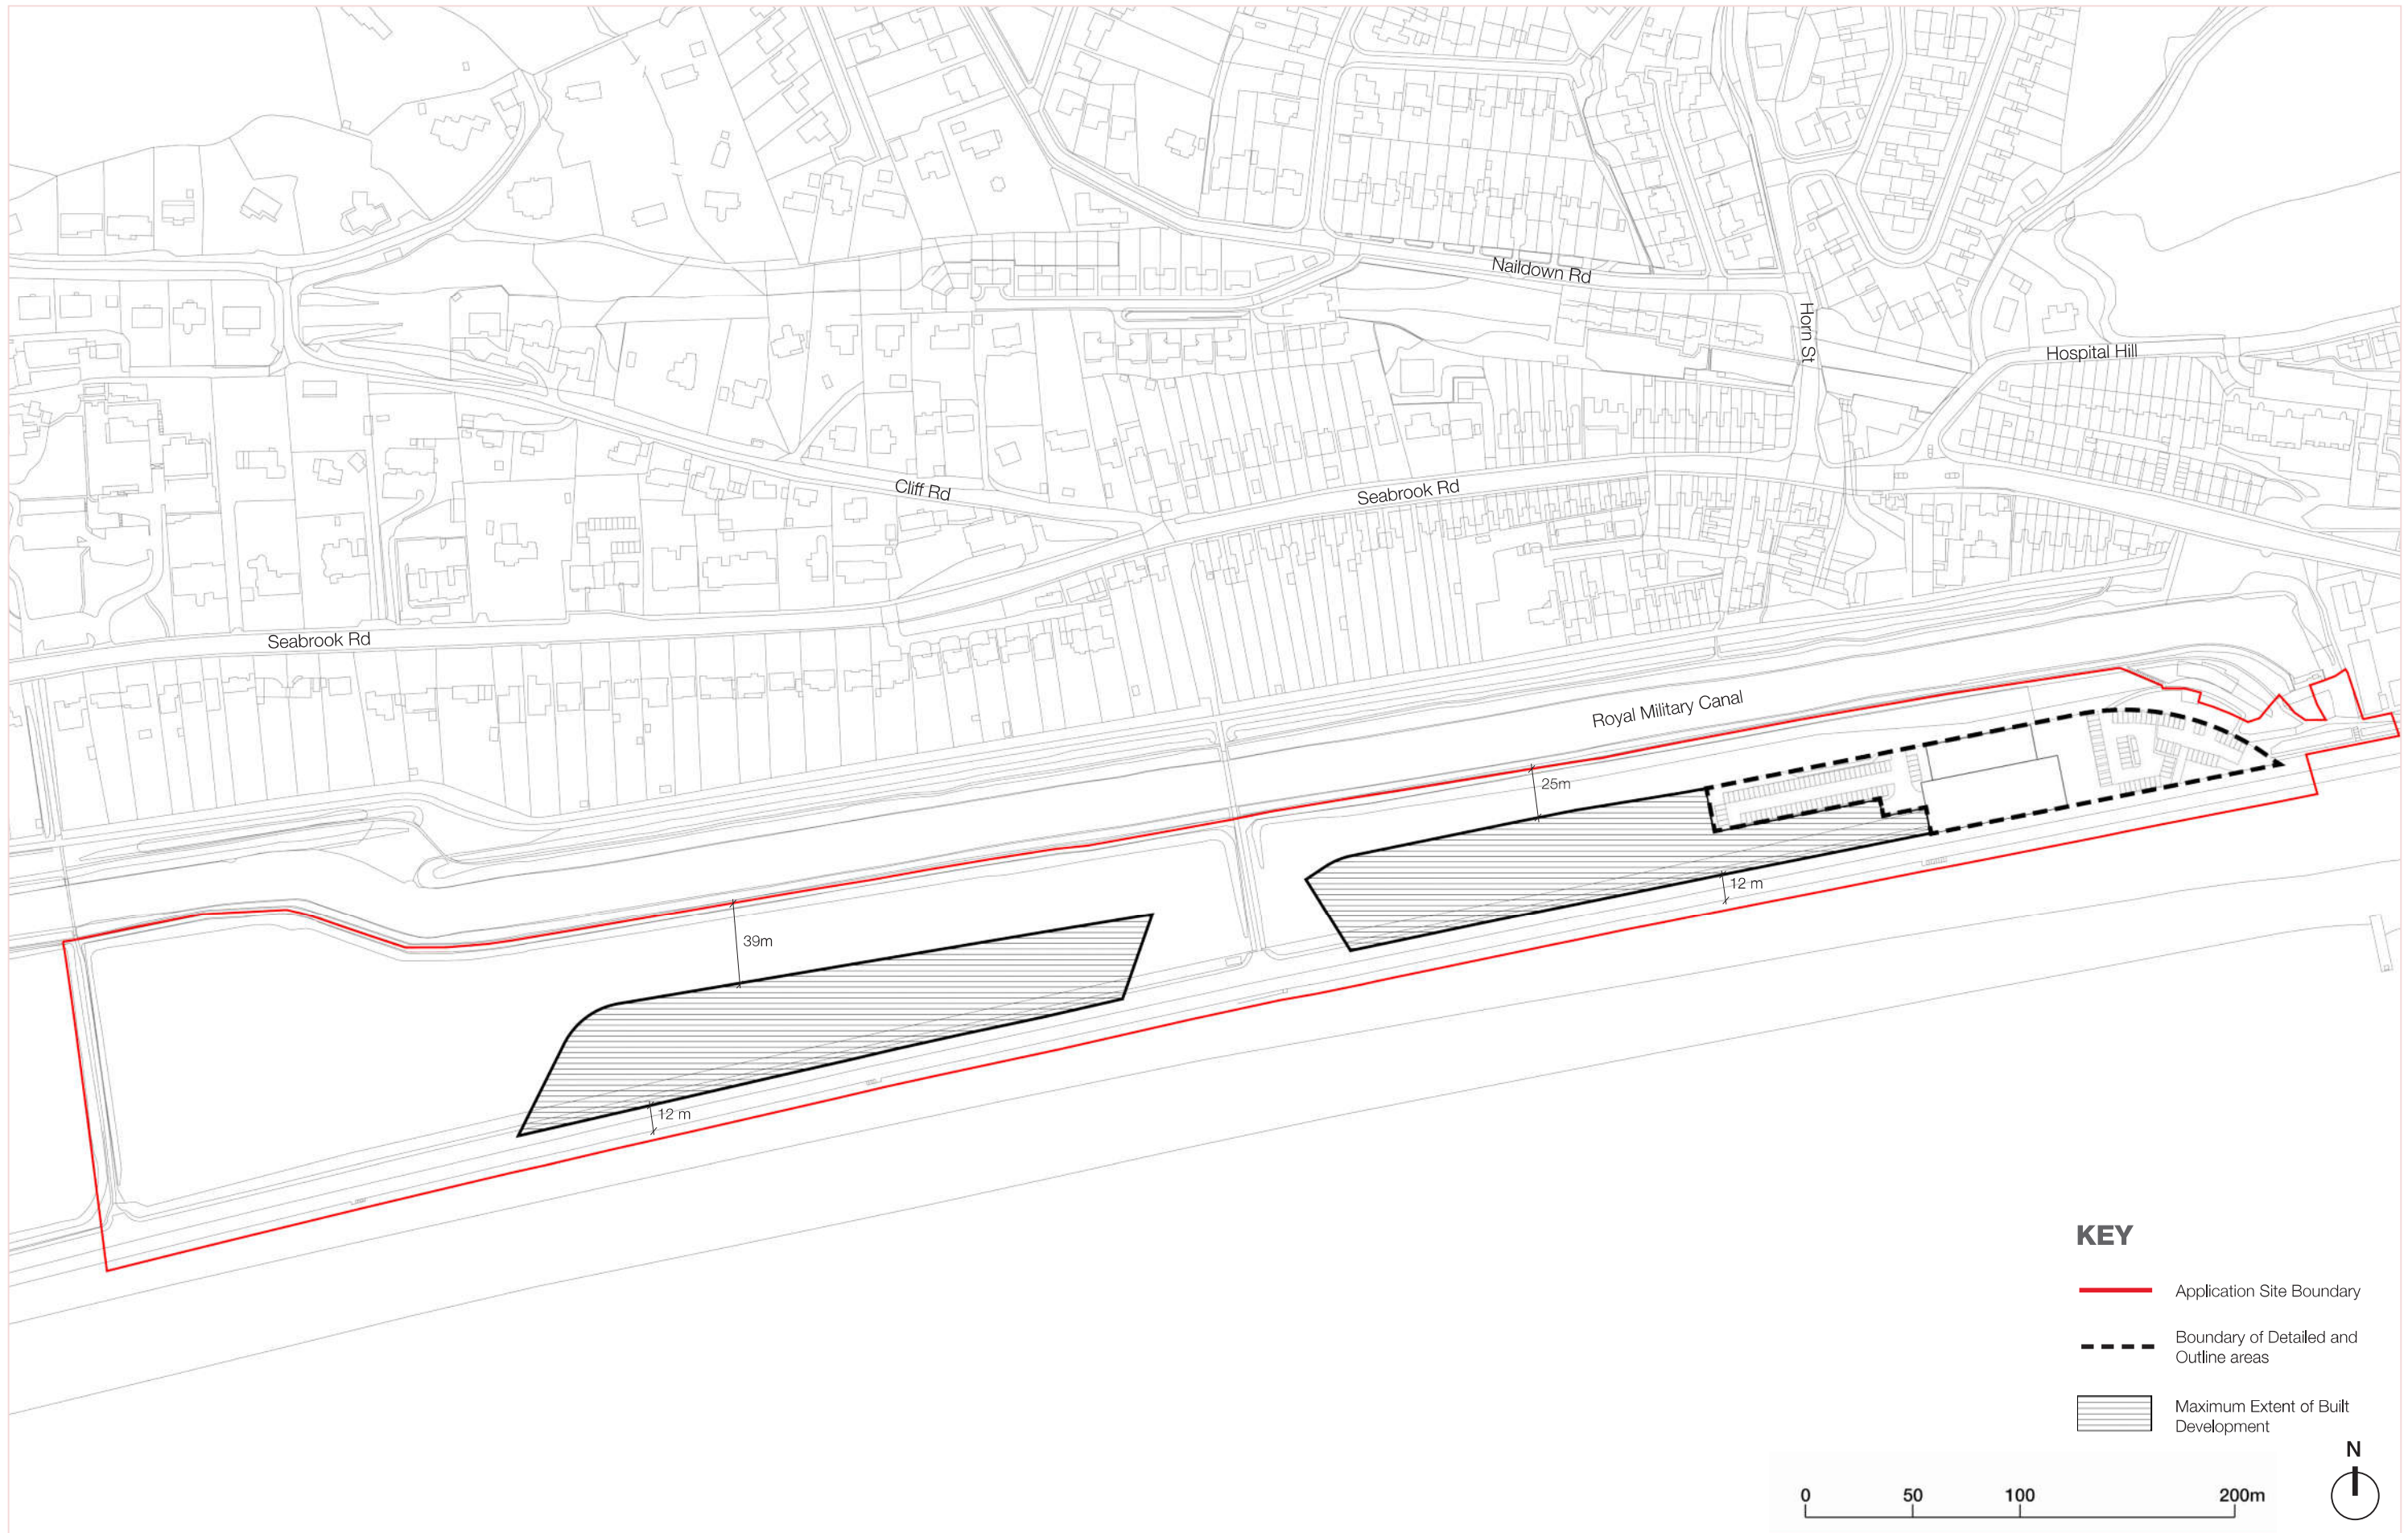 Naildown Rd
Horn St
Hospital Hill
Cliff Rd
Seabrook Rd
Seabrook Rd
Royal Military Canal
25m
12 m
39m
12 m
KEY
Application Site Boundary
Boundary of Detailed and
Outline areas
Maximum Extent of Built
Development
N
0 50 100 200m